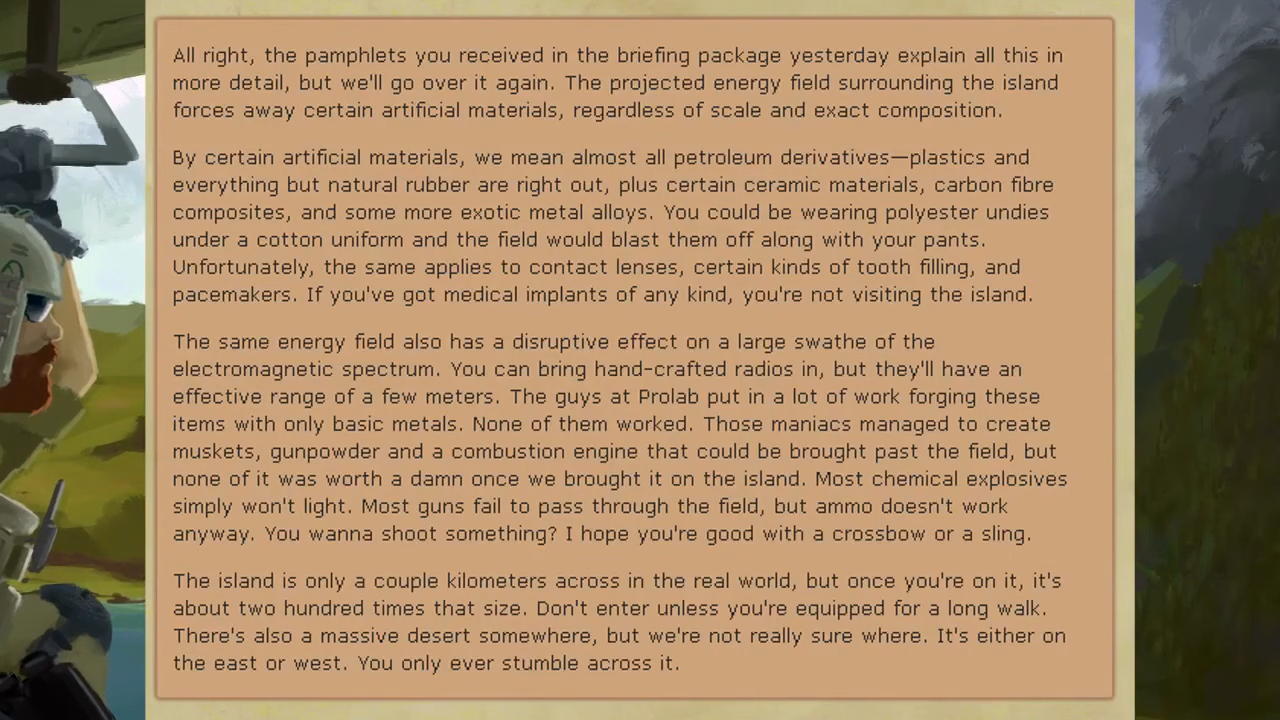 All right, the pamphlets you received in the briefing package yesterday explain all this in
more detail, but we'll go over it again. The projected energy field surrounding the island
forces away certain artificial materials, regardless of scale and exact composition.
By certain artificial materials, we mean almost all petroleum derivatives—plastics and
everything but natural rubber are right out, plus certain ceramic materials, carbon fibre
composites, and some more exotic metal alloys. You could be wearing polyester undies
under a cotton uniform and the field would blast them off along with your pants.
Unfortunately, the same applies to contact lenses, certain kinds of tooth filling, and
pacemakers. If you've got medical implants of any kind, you're not visiting the island.
The same energy field also has a disruptive effect on a large swathe of the
electromagnetic spectrum. You can bring hand-crafted radios in, but they'll have an
effective range of a few meters. The guys at Prolab put in a lot of work forging these
items with only basic metals. None of them worked. Those maniacs managed to create
muskets, gunpowder and a combustion engine that could be brought past the field, but
none of it was worth a damn once we brought it on the island. Most chemical explosives
simply won't light. Most guns fail to pass through the field, but ammo doesn't work
anyway. You wanna shoot something? I hope you're good with a crossbow or a sling.
The island is only a couple kilometers across in the real world, but once you're on it, it's
about two hundred times that size. Don't enter unless you're equipped for a long walk.
There's also a massive desert somewhere, but we're not really sure where. It's either on
the east or west. You only ever stumble across it.